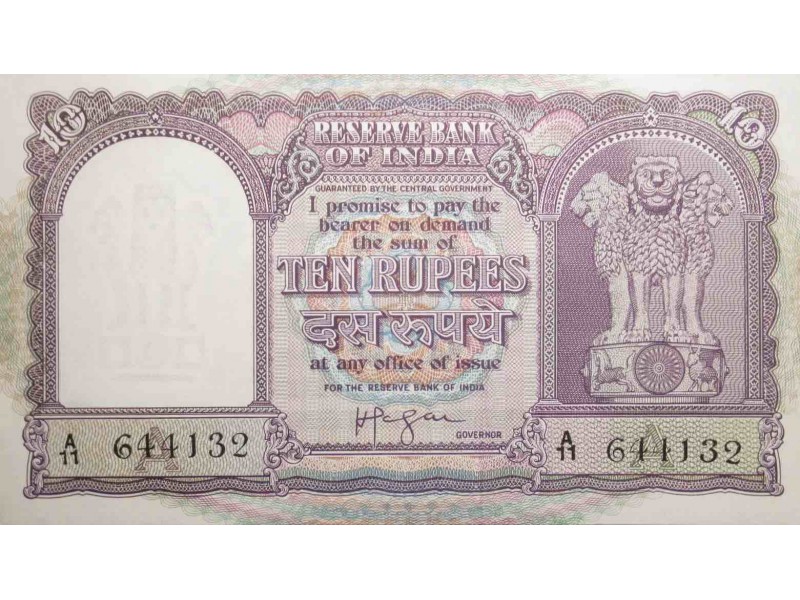 10 10
RESERVE BANK
OF INDIA
GUARANTEED BY THE CENTRAL GOVERNMENT
I promise to pay the
bearer on demand
the sum of
TEN RUPEES
दस रूपये
at any office of issue
FOR THE RESERVE BANK OF INDIA
GOVERNOR
A/11 644132 A/11 644132
A A